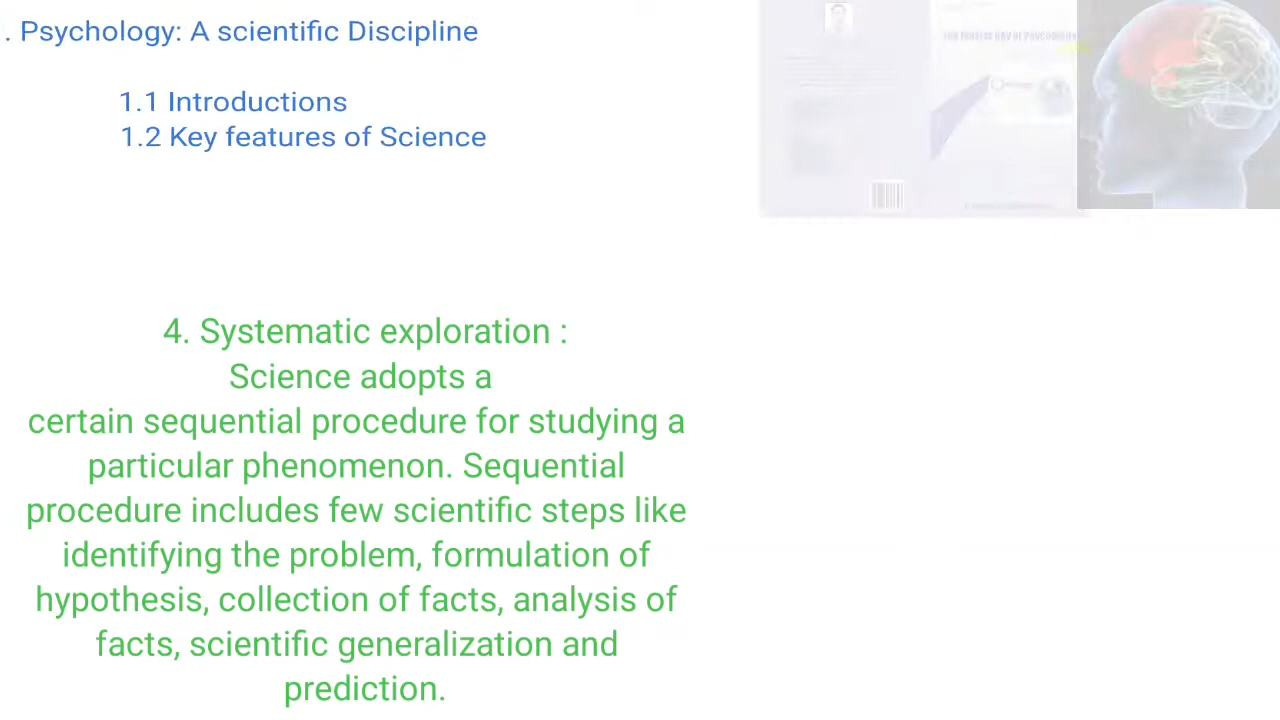 . Psychology: A scientific Discipline
1.1 Introductions
1.2 Key features of Science
4. Systematic exploration :
Science adopts a
certain sequential procedure for studying a
particular phenomenon. Sequential
procedure includes few scientific steps like
identifying the problem, formulation of
hypothesis, collection of facts, analysis of
facts, scientific generalization and
prediction.